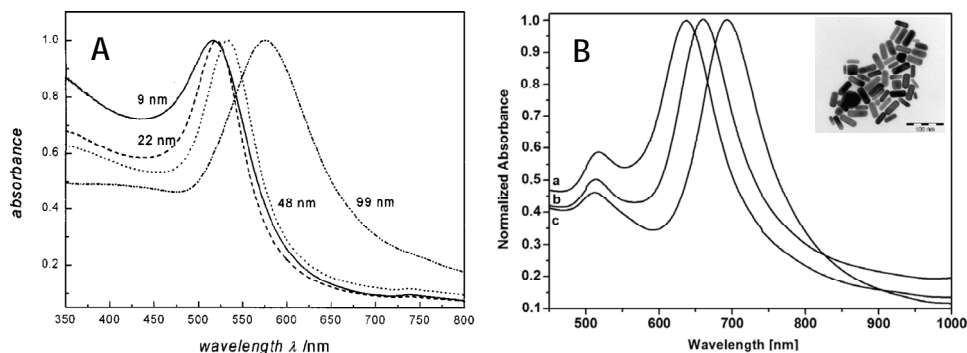 A
1.0
0.8
0.6
0.4
0.2
9 nm
22 nm
48 nm
99 nm
absorbance
350 400 450 500 550 600 650 700 750 800
wavelength λ /nm
B
1.0
0.9
0.8
0.7
0.6
0.5
0.4
0.3
0.2
0.1
a
b
c
100 nm
Normalized Absorbance
500 600 700 800 900 1000
Wavelength [nm]